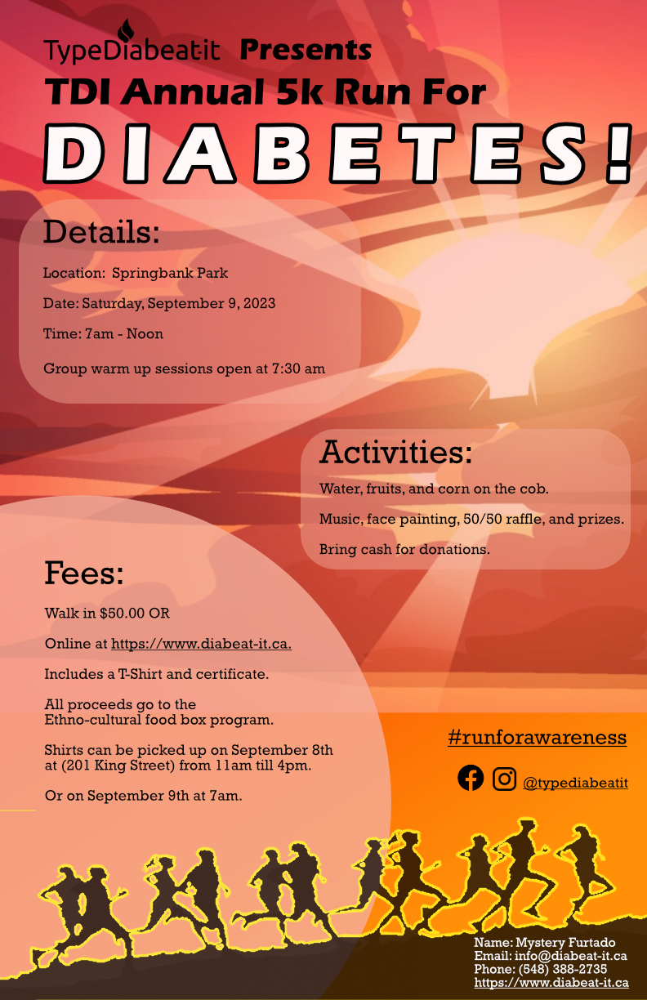 TypeDiabeat-it Presents
TDI Annual 5k Run For
DIABETES!
Details:
Location: Springbank Park
Date: Saturday, September 9, 2023
Time: 7am - Noon
Group warm up sessions open at 7:30 am
Activities:
Water, fruits, and corn on the cob.
Music, face painting, 50/50 raffle, and prizes.
Bring cash for donations.
Fees:
Walk in $50.00 OR
Online at https://www.diabeat-it.ca.
Includes a T-Shirt and certificate.
All proceeds go to the
Ethno-cultural food box program.
Shirts can be picked up on September 8th
at (201 King Street) from 11am till 4pm.
Or on September 9th at 7am.
#runforawareness
@typediabeatit
Name: Mystery Furtado
Email: info@diabeat-it.ca
Phone: (548) 388-2735
https://www.diabeat-it.ca